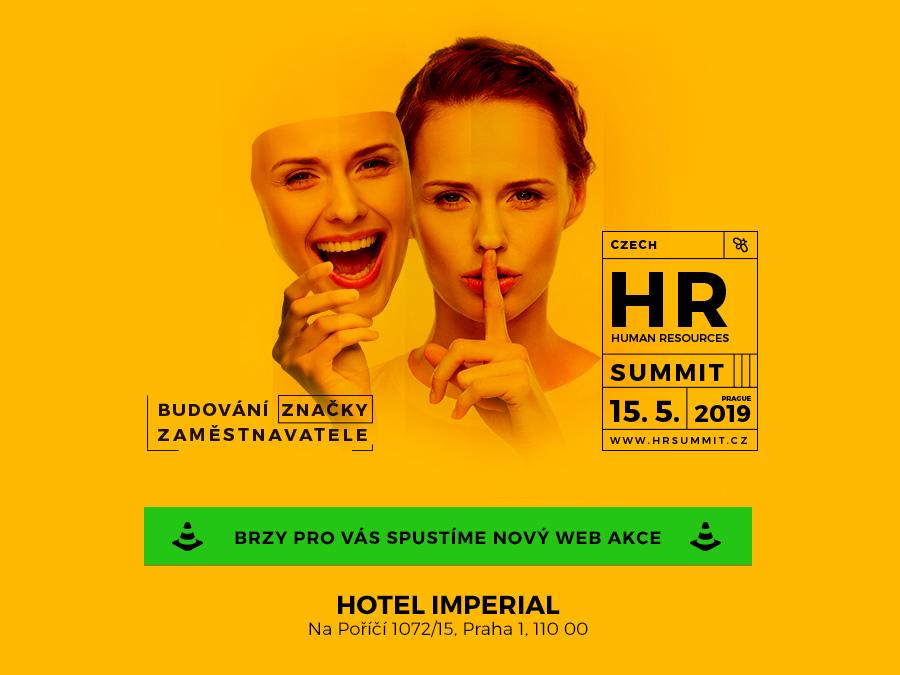 CZECH
HR
HUMAN RESOURCES
SUMMIT
15. 5.
PRAGUE
2019
WWW.HRSUMMIT.CZ
BUDOVÁNÍ ZNAČKY
ZAMĚSTNAVATELE
BRZY PRO VÁS SPUSTÍME NOVÝ WEB AKCE
HOTEL IMPERIAL
Na Poříčí 1072/15, Praha 1, 110 00